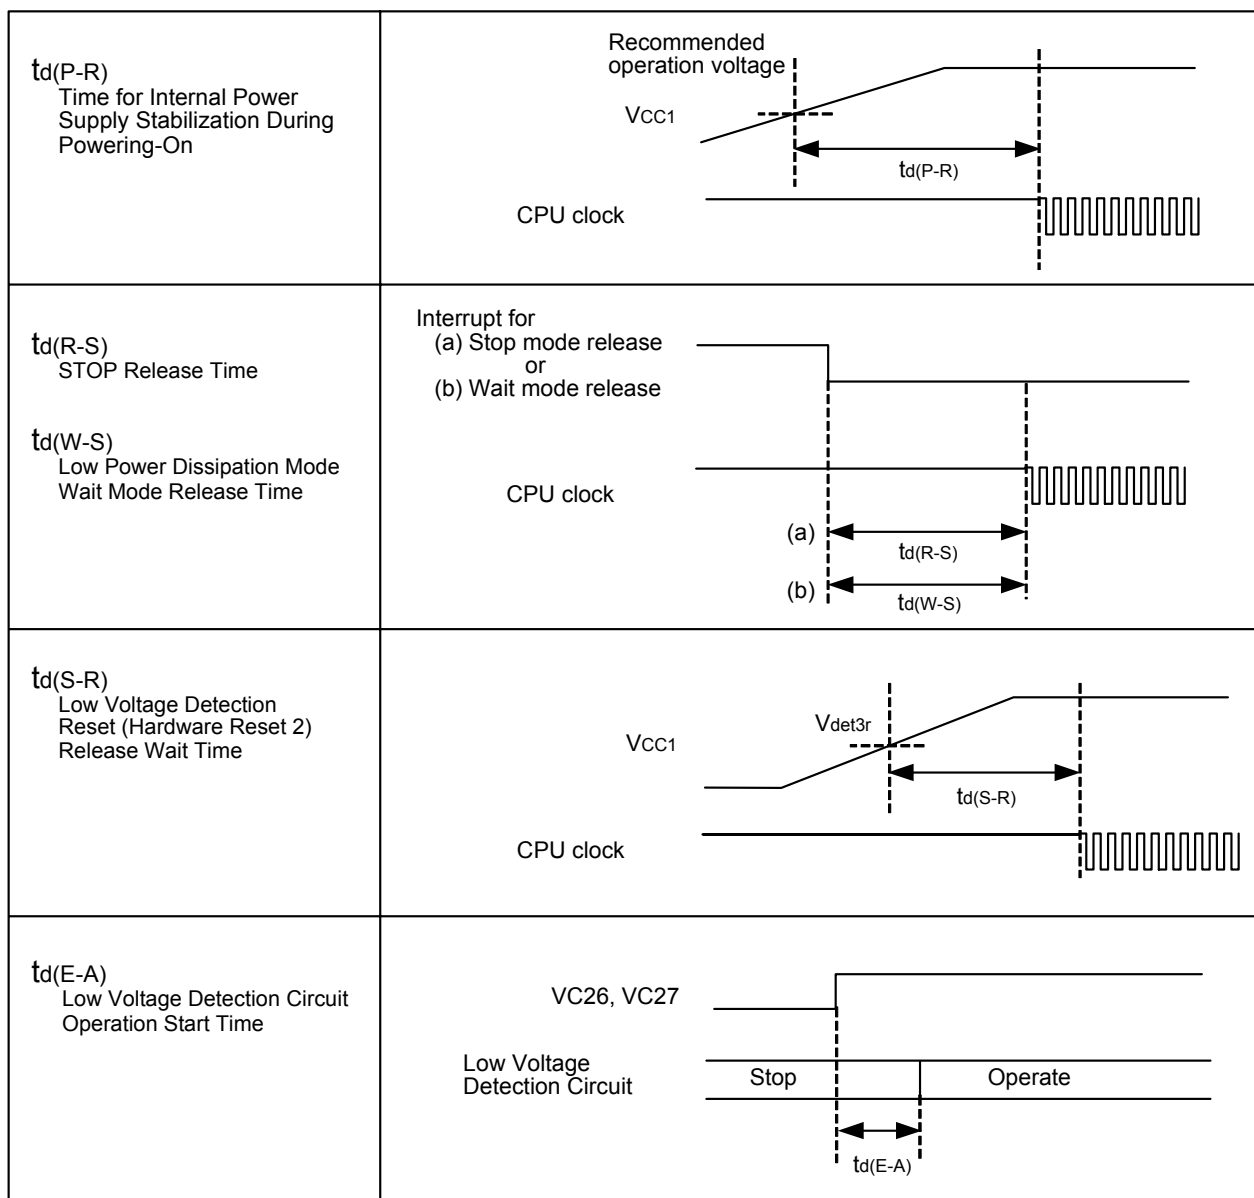 td(P-R)
Time for Internal Power
Supply Stabilization During
Powering-On
Recommended
operation voltage
VCC1
td(P-R)
CPU clock
td(R-S)
STOP Release Time
td(W-S)
Low Power Dissipation Mode
Wait Mode Release Time
Interrupt for
(a) Stop mode release
or
(b) Wait mode release
CPU clock
(a)
td(R-S)
(b)
td(W-S)
td(S-R)
Low Voltage Detection
Reset (Hardware Reset 2)
Release Wait Time
Vdet3r
VCC1
td(S-R)
CPU clock
td(E-A)
Low Voltage Detection Circuit
Operation Start Time
VC26, VC27
Low Voltage
Detection Circuit
Stop
Operate
td(E-A)